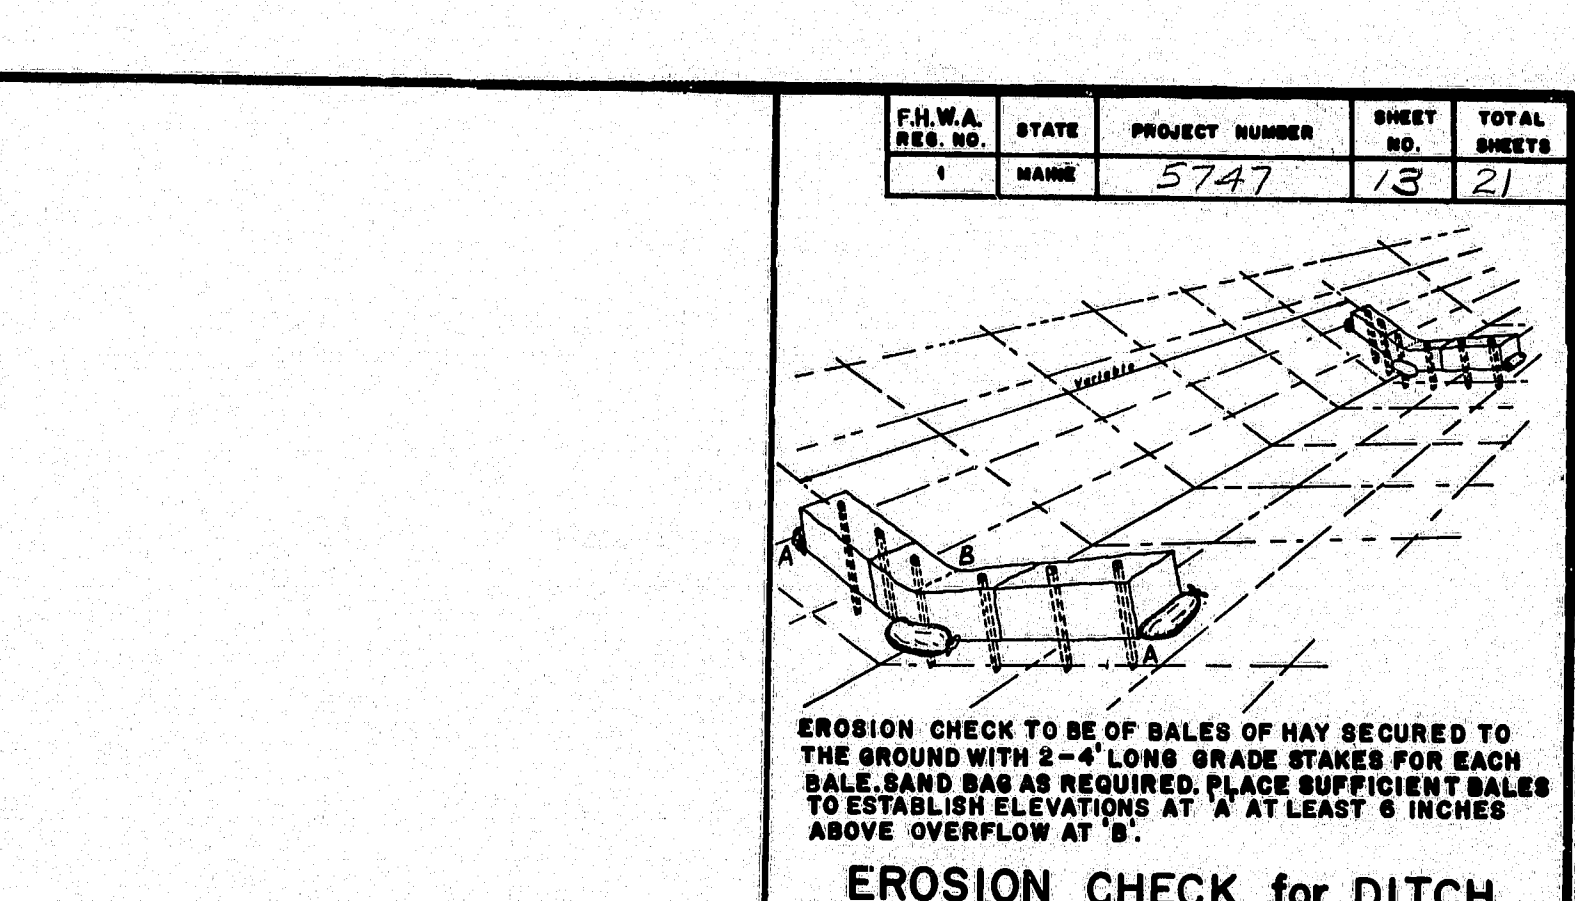 F.H.W.A. REG. NO.
STATE
PROJECT NUMBER
SHEET NO.
TOTAL SHEETS
1
MAINE
5747
13
21
Variable
A
B
A
EROSION CHECK TO BE OF BALES OF HAY SECURED TO
THE GROUND WITH 2-4' LONG GRADE STAKES FOR EACH
BALE. SAND BAG AS REQUIRED. PLACE SUFFICIENT BALES
TO ESTABLISH ELEVATIONS AT 'A' AT LEAST 6 INCHES
ABOVE OVERFLOW AT 'B'.
EROSION CHECK for DITCH